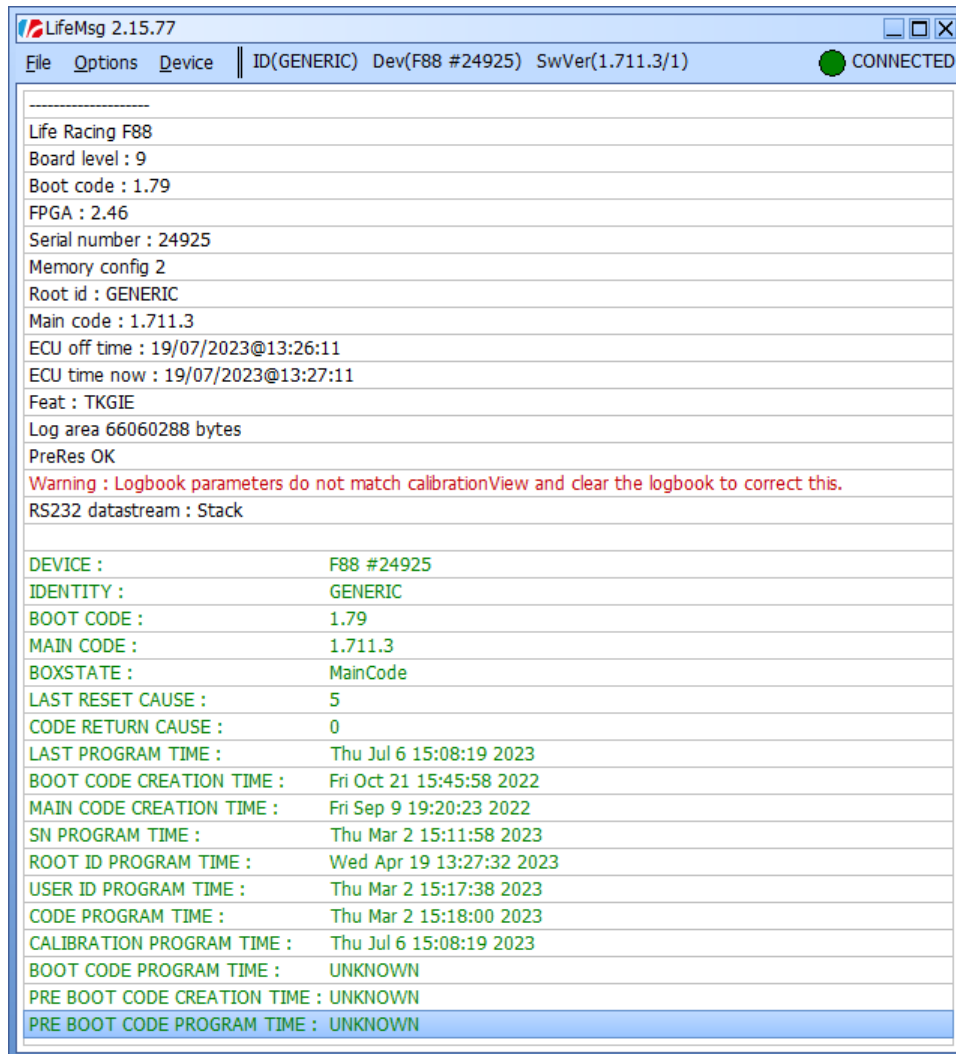 LifeMsg 2.15.77
File Options Device ID(GENERIC) Dev(F88 #24925) SwVer(1.711.3/1) CONNECTED
--------------------
Life Racing F88
Board level : 9
Boot code : 1.79
FPGA : 2.46
Serial number : 24925
Memory config 2
Root id : GENERIC
Main code : 1.711.3
ECU off time : 19/07/2023@13:26:11
ECU time now : 19/07/2023@13:27:11
Feat : TKGIE
Log area 66060288 bytes
PreRes OK
Warning : Logbook parameters do not match calibrationView and clear the logbook to correct this.
RS232 datastream : Stack
DEVICE : F88 #24925
IDENTITY : GENERIC
BOOT CODE : 1.79
MAIN CODE : 1.711.3
BOXSTATE : MainCode
LAST RESET CAUSE : 5
CODE RETURN CAUSE : 0
LAST PROGRAM TIME : Thu Jul 6 15:08:19 2023
BOOT CODE CREATION TIME : Fri Oct 21 15:45:58 2022
MAIN CODE CREATION TIME : Fri Sep 9 19:20:23 2022
SN PROGRAM TIME : Thu Mar 2 15:11:58 2023
ROOT ID PROGRAM TIME : Wed Apr 19 13:27:32 2023
USER ID PROGRAM TIME : Thu Mar 2 15:17:38 2023
CODE PROGRAM TIME : Thu Mar 2 15:18:00 2023
CALIBRATION PROGRAM TIME : Thu Jul 6 15:08:19 2023
BOOT CODE PROGRAM TIME : UNKNOWN
PRE BOOT CODE CREATION TIME : UNKNOWN
PRE BOOT CODE PROGRAM TIME : UNKNOWN